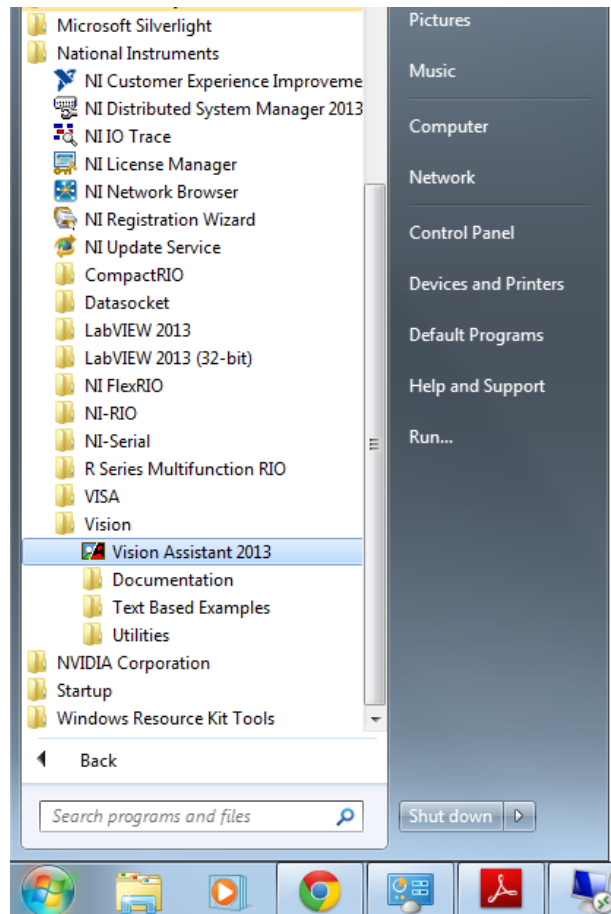 Microsoft Silverlight
National Instruments
NI Customer Experience Improveme
NI Distributed System Manager 2013
NI IO Trace
NI License Manager
NI Network Browser
NI Registration Wizard
NI Update Service
CompactRIO
Datasocket
LabVIEW 2013
LabVIEW 2013 (32-bit)
NI FlexRIO
NI-RIO
NI-Serial
R Series Multifunction RIO
VISA
Vision
Vision Assistant 2013
Documentation
Text Based Examples
Utilities
NVIDIA Corporation
Startup
Windows Resource Kit Tools
Back
Search programs and files
Pictures
Music
Computer
Network
Control Panel
Devices and Printers
Default Programs
Help and Support
Run...
Shut down